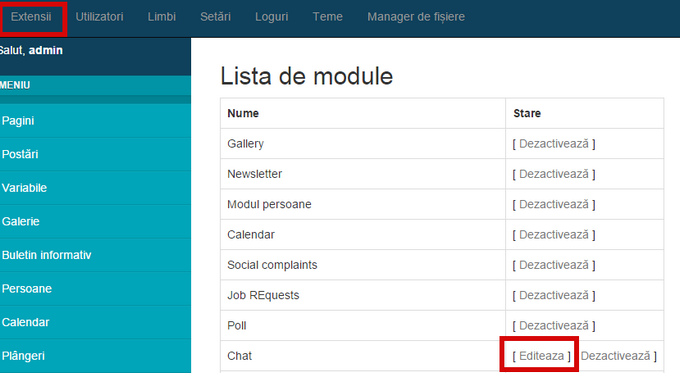 Extensii Utilizatori Limbi Setări Loguri Teme Manager de fișiere
Salut, admin
MENIU
Pagini
Postări
Variabile
Galerie
Buletin informativ
Persoane
Calendar
Plângeri
Lista de module
Nume Stare
Gallery [ Dezactivează ]
Newsletter [ Dezactivează ]
Modul persoane [ Dezactivează ]
Calendar [ Dezactivează ]
Social complaints [ Dezactivează ]
Job REquests [ Dezactivează ]
Poll [ Dezactivează ]
Chat [ Editeaza ] Dezactivează ]